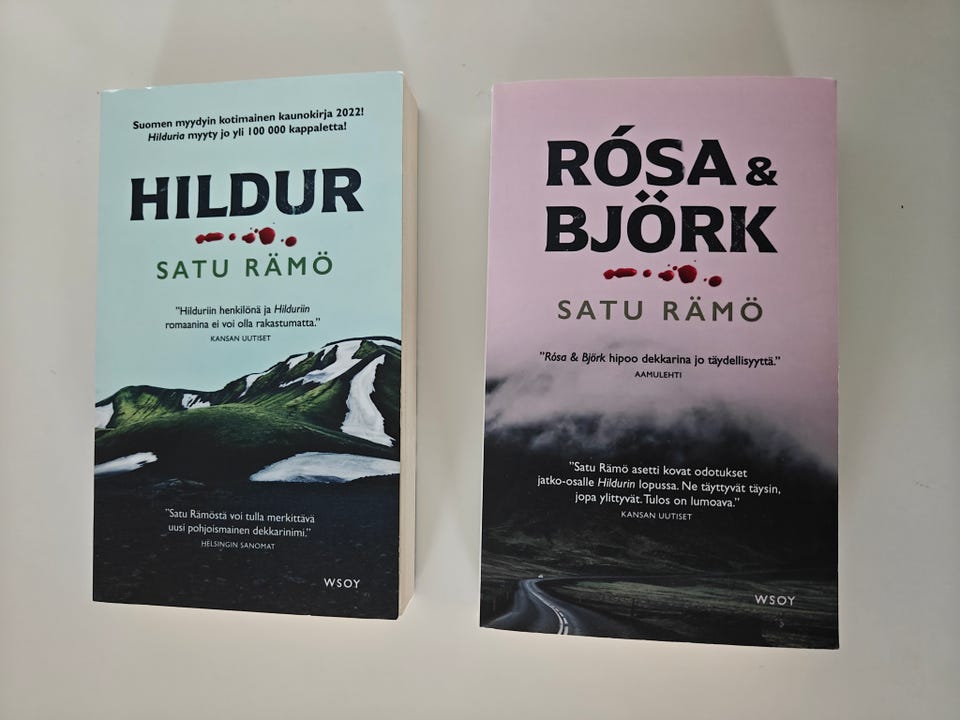 Suomen myydyin kotimainen kaunokirja 2022!
Hilduria myyty jo yli 100 000 kappaletta!
HILDUR
SATU RÄMÖ
"Hilduriin henkilönä ja Hilduriin
romaanina ei voi olla rakastumatta."
KANSAN UUTISET
"Satu Rämöstä voi tulla merkittävä
uusi pohjoismainen dekkarinimi."
HELSINGIN SANOMAT
WSOY
RÓSA &
BJÖRK
SATU RÄMÖ
"Rósa & Björk hipoo dekkarina jo täydellisyyttä."
AAMULEHTI
"Satu Rämö asetti kovat odotukset
jatko-osalle Hildurin lopussa. Ne täyttyvät täysin,
jopa ylittyvät. Tulos on lumoava."
KANSAN UUTISET
WSOY